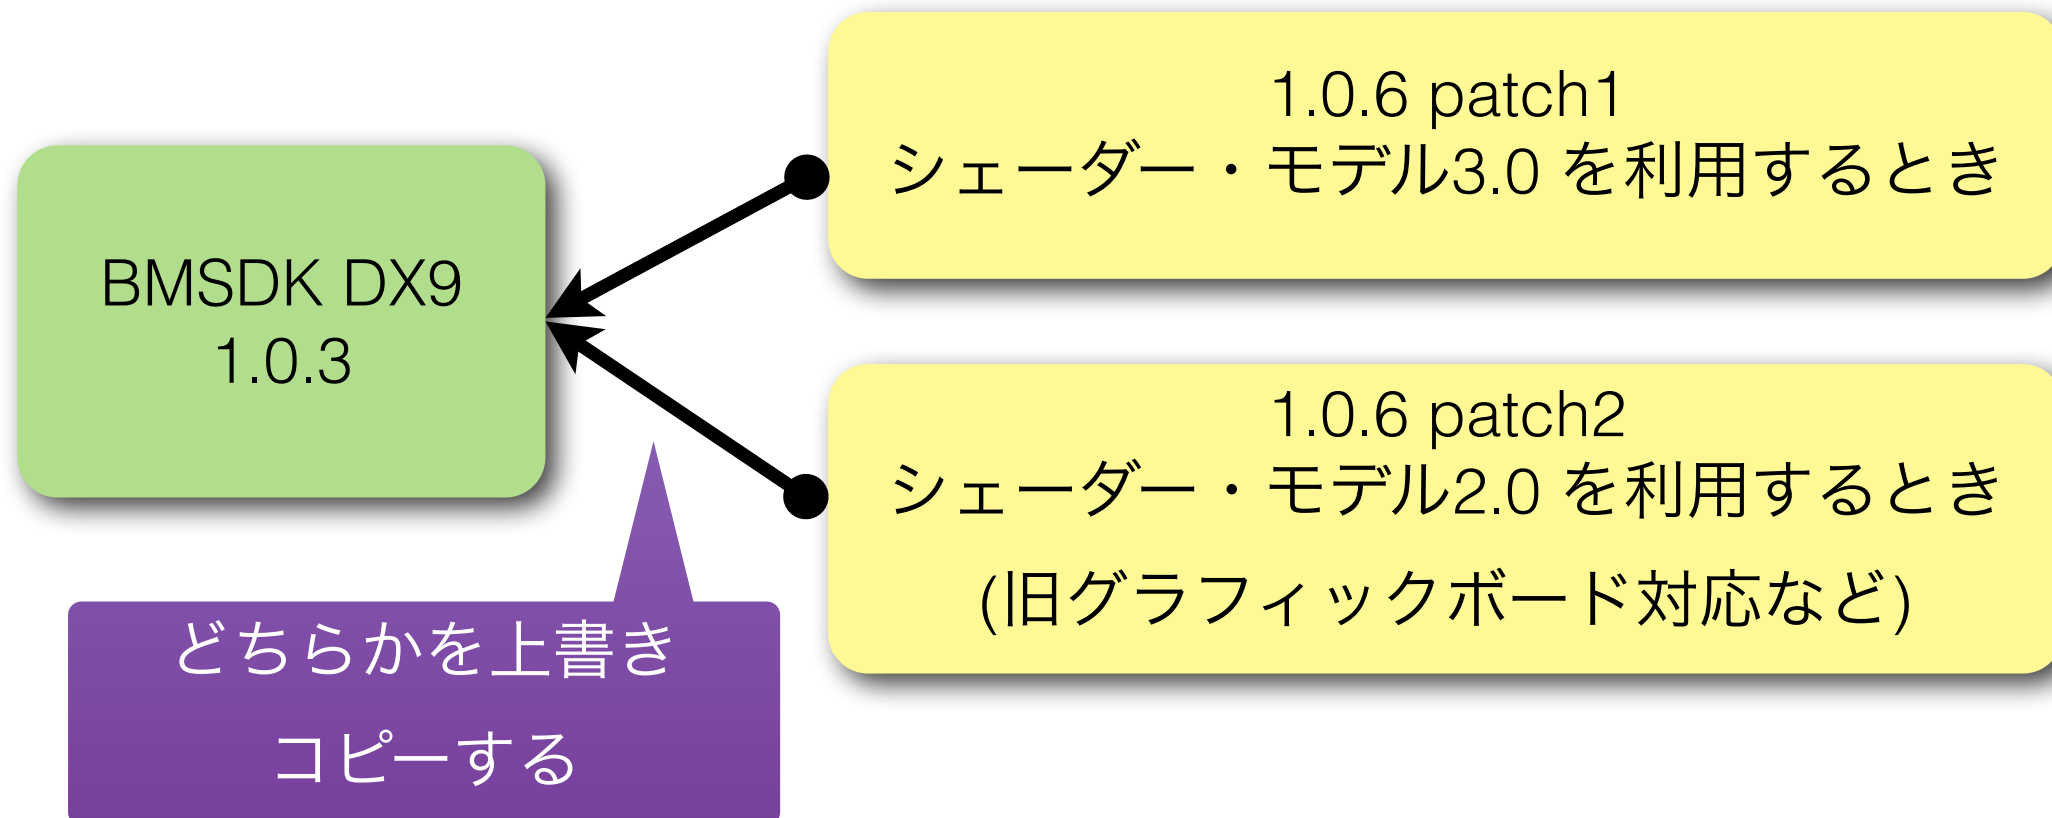 BMSDK DX9
1.0.3
1.0.6 patch1
シェーダー・モデル3.0 を利用するとき
1.0.6 patch2
シェーダー・モデル2.0 を利用するとき
(旧グラフィックボード対応など)
どちらかを上書き
コピーする